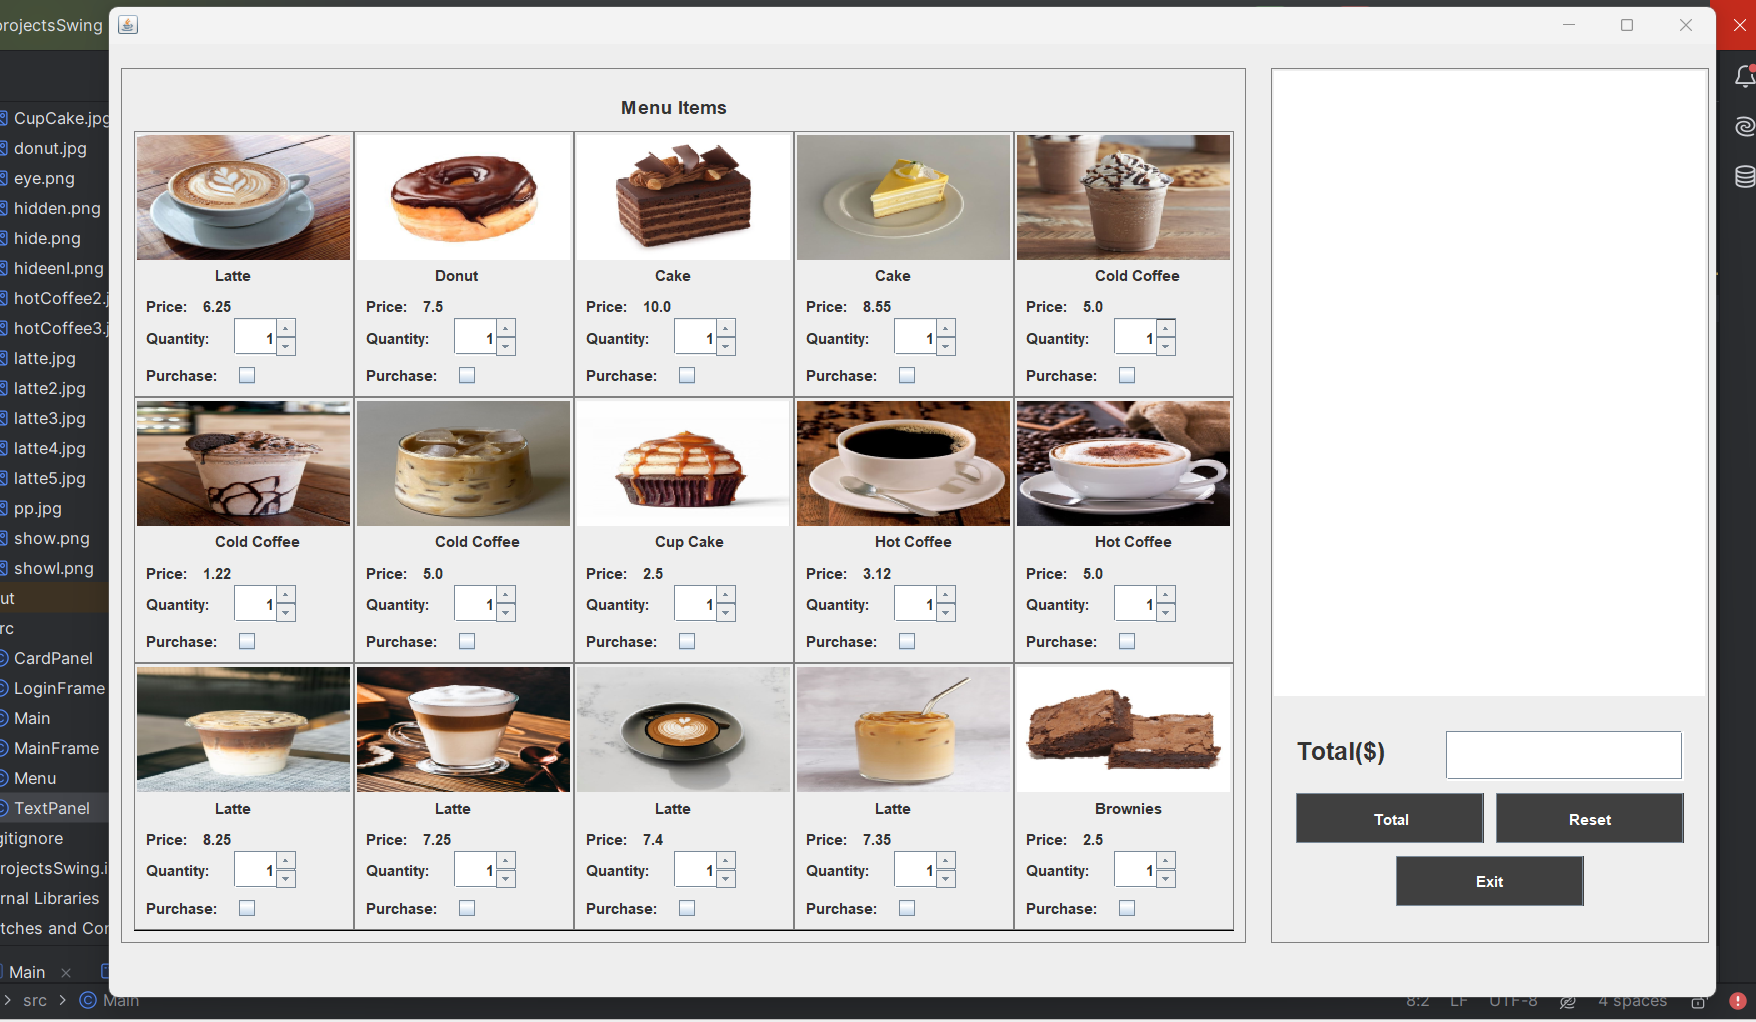 projectsSwing
CupCake.jpg
donut.jpg
eye.png
hidden.png
hide.png
hideenI.png
hotCoffee2.j
hotCoffee3.j
latte.jpg
latte2.jpg
latte3.jpg
latte4.jpg
latte5.jpg
pp.jpg
show.png
showI.png
ut
rc
CardPanel
LoginFrame
Main
MainFrame
Menu
TextPanel
gitignore
rojectsSwing.i
rnal Libraries
tches and Con
Main
src
Main
Menu Items
Latte
Price: 6.25
Quantity: 1
Purchase:
Donut
Price: 7.5
Quantity: 1
Purchase:
Cake
Price: 10.0
Quantity: 1
Purchase:
Cake
Price: 8.55
Quantity: 1
Purchase:
Cold Coffee
Price: 5.0
Quantity: 1
Purchase:
Cold Coffee
Price: 1.22
Quantity: 1
Purchase:
Cold Coffee
Price: 5.0
Quantity: 1
Purchase:
Cup Cake
Price: 2.5
Quantity: 1
Purchase:
Hot Coffee
Price: 3.12
Quantity: 1
Purchase:
Hot Coffee
Price: 5.0
Quantity: 1
Purchase:
Latte
Price: 8.25
Quantity: 1
Purchase:
Latte
Price: 7.25
Quantity: 1
Purchase:
Latte
Price: 7.4
Quantity: 1
Purchase:
Latte
Price: 7.35
Quantity: 1
Purchase:
Brownies
Price: 2.5
Quantity: 1
Purchase:
Total($)
Total
Reset
Exit
8:2 LF UTF-8 4 spaces